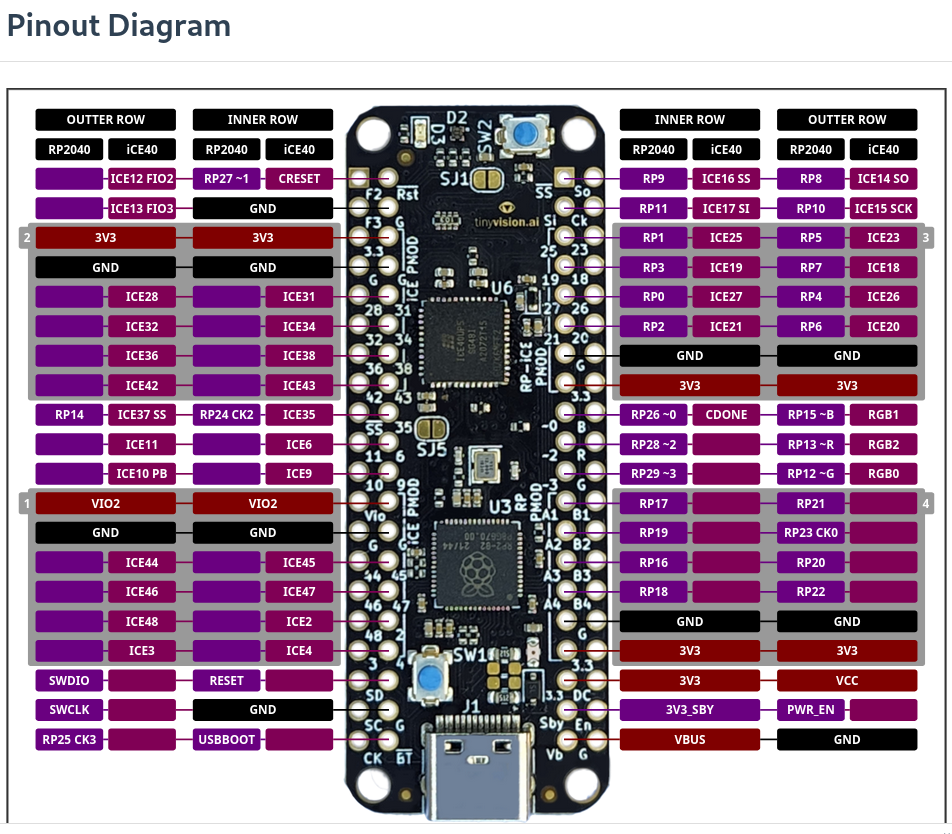 Pinout Diagram
OUTTER ROW INNER ROW INNER ROW OUTTER ROW
RP2040 iCE40 RP2040 iCE40 RP2040 iCE40 RP2040 iCE40
ICE12 FIO2 RP27 ~1 CRESET RP9 ICE16 SS RP8 ICE14 SO
ICE13 FIO3 GND RP11 ICE17 SI RP10 ICE15 SCK
2 3V3 3V3 RP1 ICE25 RP5 ICE23 3
GND GND RP3 ICE19 RP7 ICE18
ICE28 ICE31 RP0 ICE27 RP4 ICE26
ICE32 ICE34 RP2 ICE21 RP6 ICE20
ICE36 ICE38 GND GND
ICE42 ICE43 3V3 3V3
RP14 ICE37 SS RP24 CK2 ICE35 RP26 ~0 CDONE RP15 ~B RGB1
ICE11 ICE6 RP28 ~2 RP13 ~R RGB2
ICE10 PB ICE9 RP29 ~3 RP12 ~G RGB0
1 VIO2 VIO2 RP17 RP21 4
GND GND RP19 RP23 CK0
ICE44 ICE45 RP16 RP20
ICE46 ICE47 RP18 RP22
ICE48 ICE2 GND GND
ICE3 ICE4 3V3 3V3
SWDIO RESET 3V3 VCC
SWCLK GND 3V3_SBY PWR_EN
RP25 CK3 USBBOOT VBUS GND
D2
D3
SW2
SJ1
F2 Rst
SS So
F3 G
Si Ck
tinyvision.ai
3.3
25 23
G
19 18
iCE PMOD
U6
28 31
27 26
32 34
21 20
RP-iCE PMOD
36 38
G
42 43
3.3
SS 35
~0 B
SJ5
11 6
~2 R
10 9
~3 G
Vio
U3
RP PMOD
A1 B1
iCE PMOD
G G
A2 B2
44 45
A3 B3
46 47
A4 B4
48 2
G
3 4
SW1
3.3
SD
3.3 DC
J1
SC G
Sby En
CK BT
Vb G